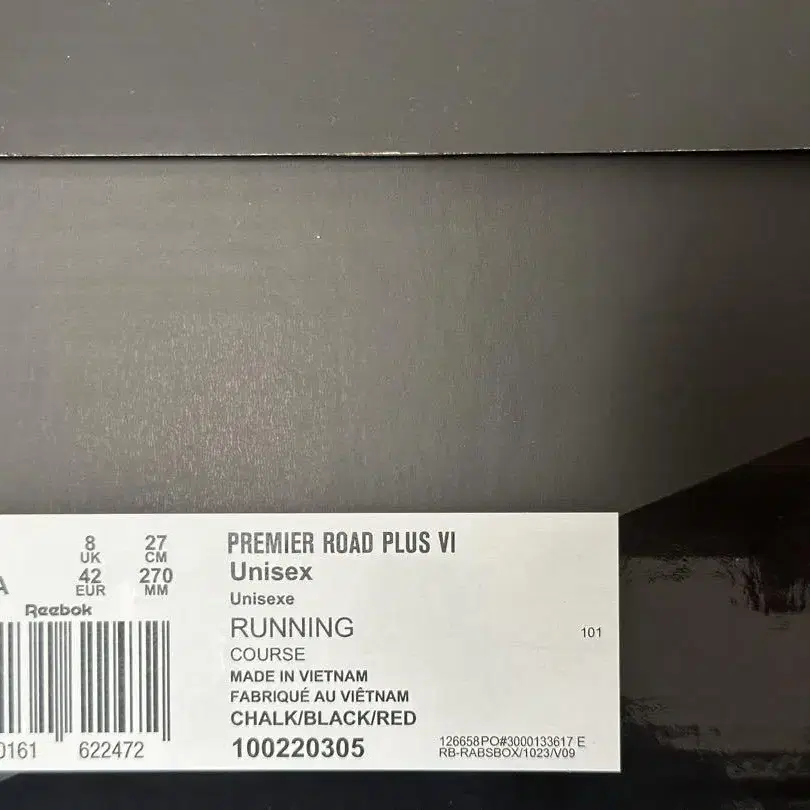 8 UK 27 CM
42 EUR 270 MM
Reebok
0161 622472
PREMIER ROAD PLUS VI
Unisex
Unisexe
RUNNING
COURSE
MADE IN VIETNAM
FABRIQUÉ AU VIÊTNAM
CHALK/BLACK/RED
100220305
101
126658PO#3000133617 E
RB-RABSBOX/1023/V09